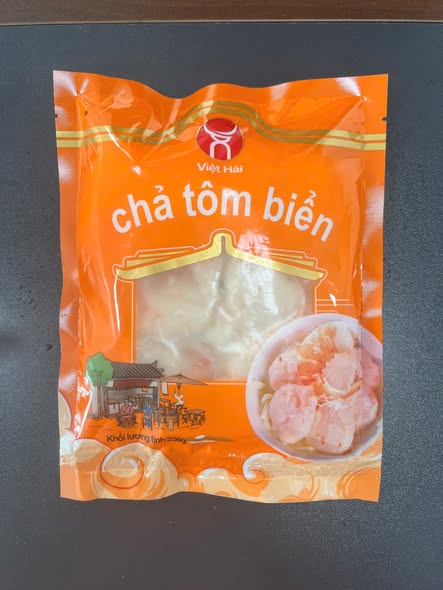 Việt Hải
chả tôm biển
Khối lượng tịnh: 250g